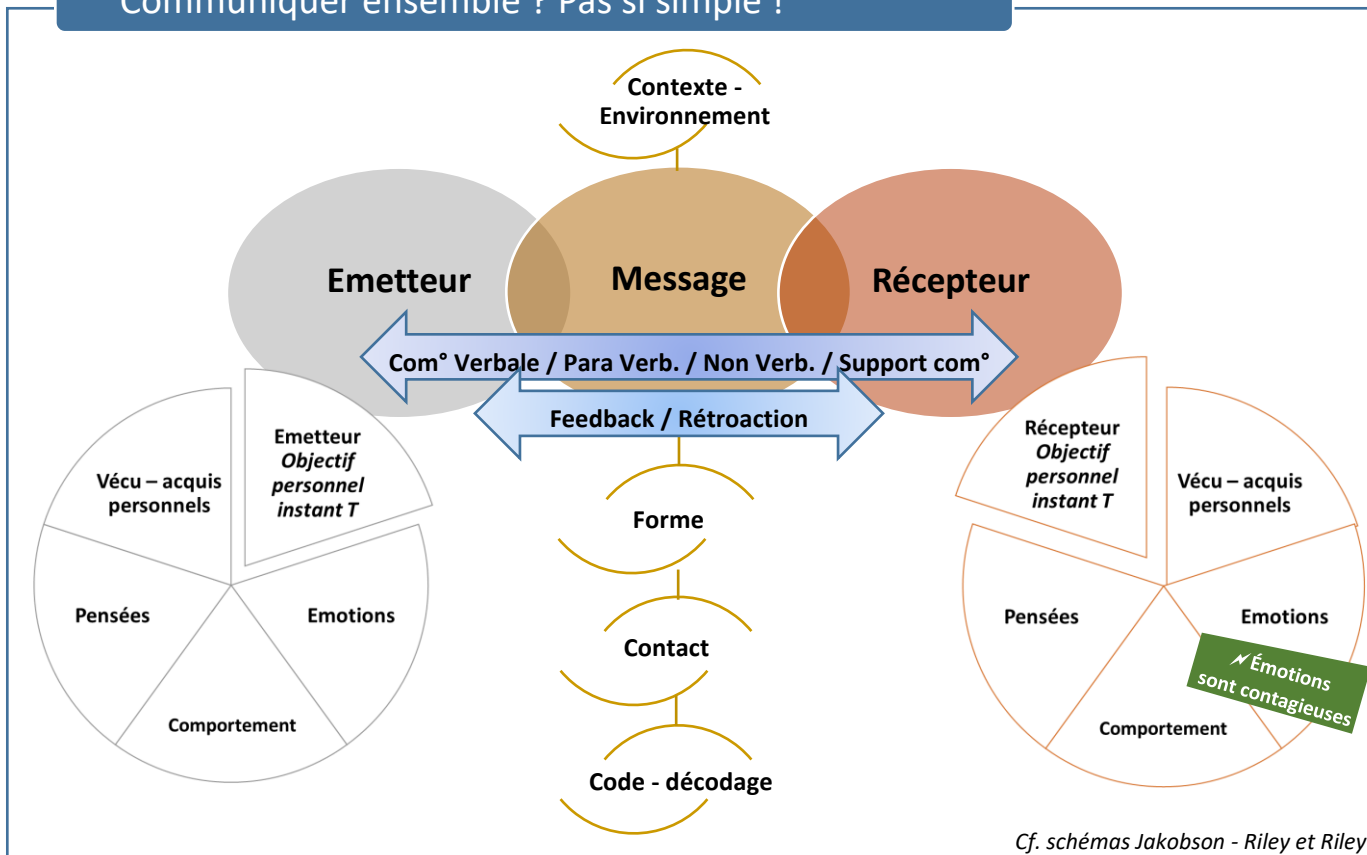 Communiquer ensemble ? Pas si simple !
Contexte -
Environnement
Emetteur
Message
Récepteur
Com° Verbale / Para Verb. / Non Verb. / Support com°
Feedback / Rétroaction
Emetteur
Objectif
personnel
instant T
Vécu – acquis
personnels
Pensées
Emotions
Comportement
Forme
Contact
Code - décodage
Récepteur
Objectif
personnel
instant T
Vécu – acquis
personnels
Pensées
Emotions
Émotions
sont contagieuses
Comportement
Cf. schémas Jakobson - Riley et Riley